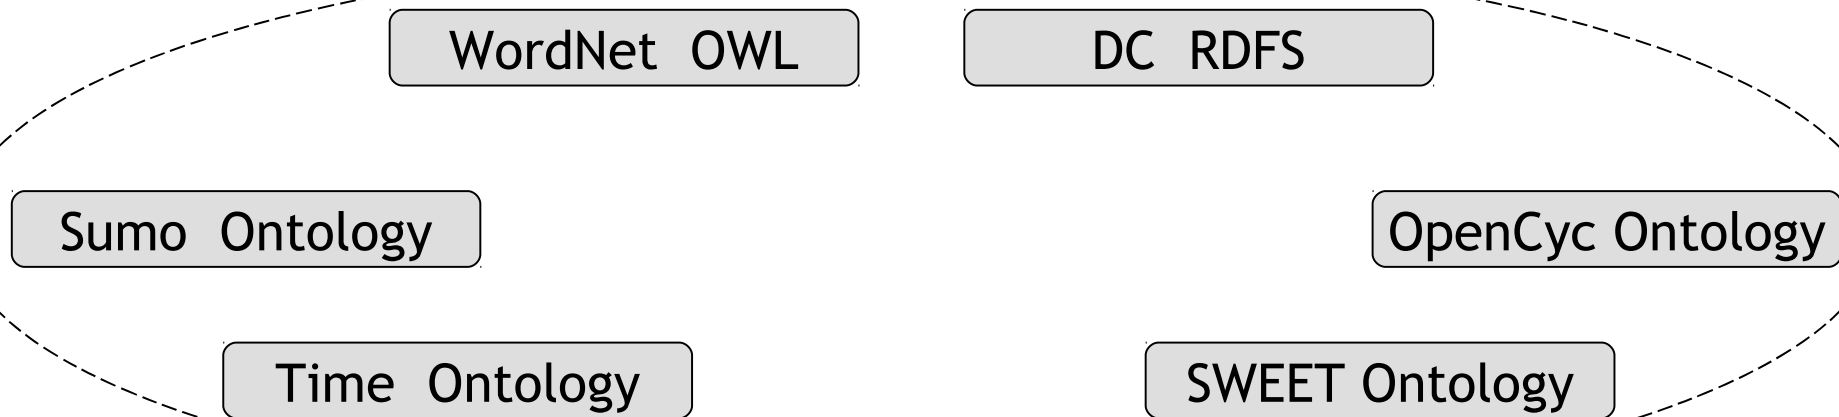 WordNet OWL
DC RDFS
Sumo Ontology
OpenCyc Ontology
Time Ontology
SWEET Ontology